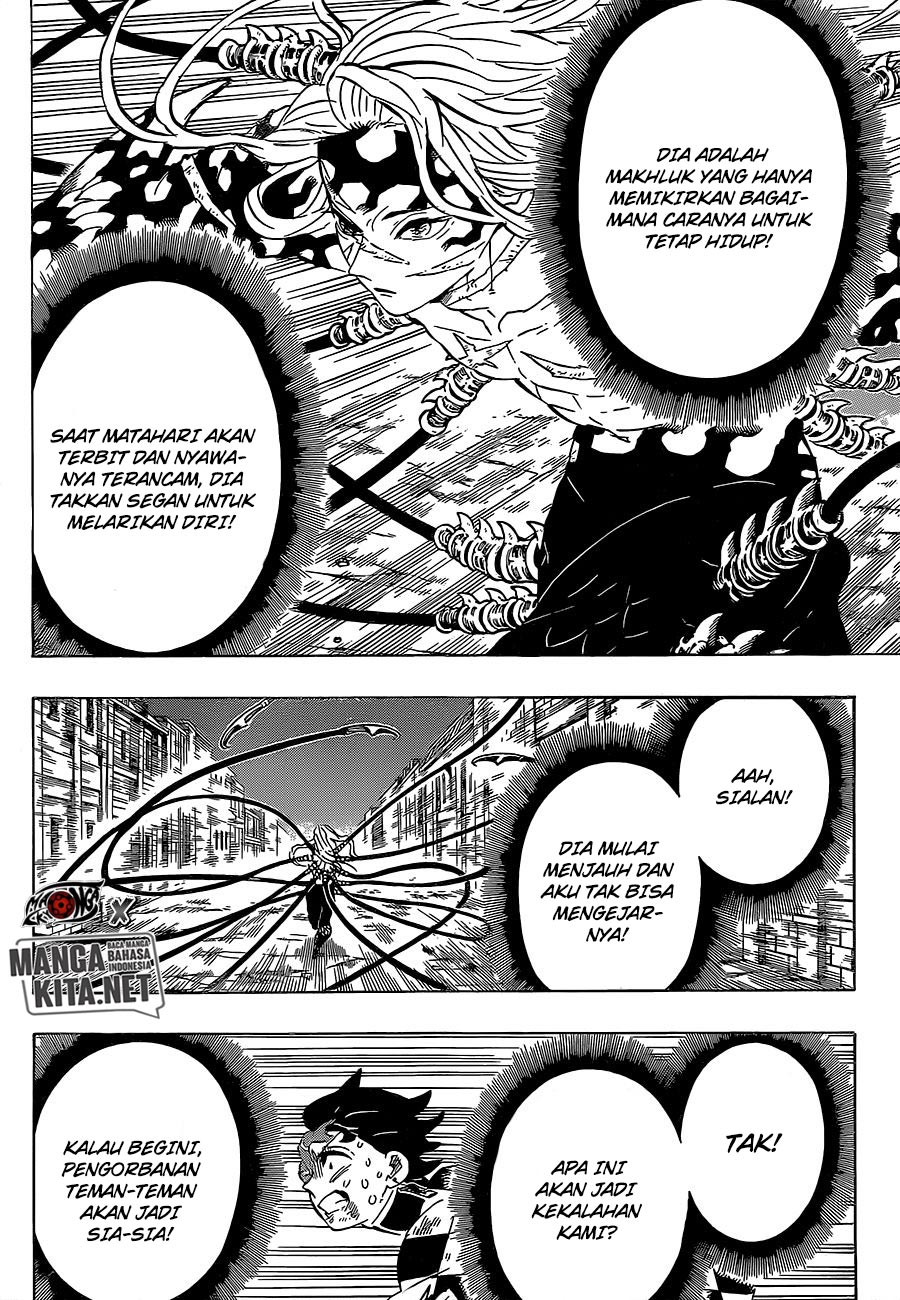 DIA ADALAH
MAKHLUK YANG HANYA
MEMIKIRKAN BAGAI-
MANA CARANYA UNTUK
TETAP HIDUP!
SAAT MATAHARI AKAN
TERBIT DAN NYAWA-
NYA TERANCAM, DIA
TAKKAN SEGAN UNTUK
MELARIKAN DIRI!
AAH,
SIALAN!
DIA MULAI
MENJAUH DAN
AKU TAK BISA
MENGEJAR-
NYA!
X
MANGA
BACA MANGA
BAHASA
INDONESIA
KITA.NET
TAK!
APA INI
AKAN JADI
KEKALAHAN
KAMI?
KALAU BEGINI,
PENGORBANAN
TEMAN-TEMAN
AKAN JADI
SIA-SIA!